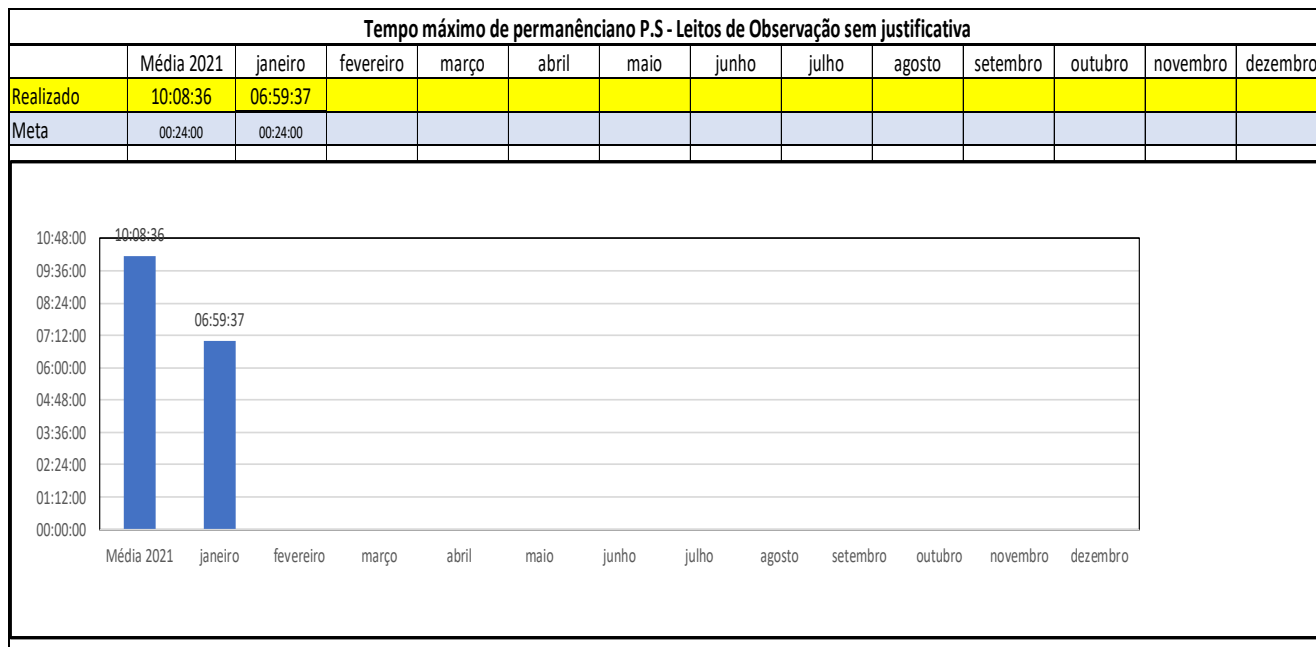 Tempo máximo de permanênciano P.S - Leitos de Observação sem justificativa
Média 2021 janeiro fevereiro março abril maio junho julho agosto setembro outubro novembro dezembro
Realizado 10:08:36 06:59:37
Meta 00:24:00 00:24:00
10:08:36
06:59:37
10:48:00
09:36:00
08:24:00
07:12:00
06:00:00
04:48:00
03:36:00
02:24:00
01:12:00
00:00:00
Média 2021 janeiro fevereiro março abril maio junho julho agosto setembro outubro novembro dezembro